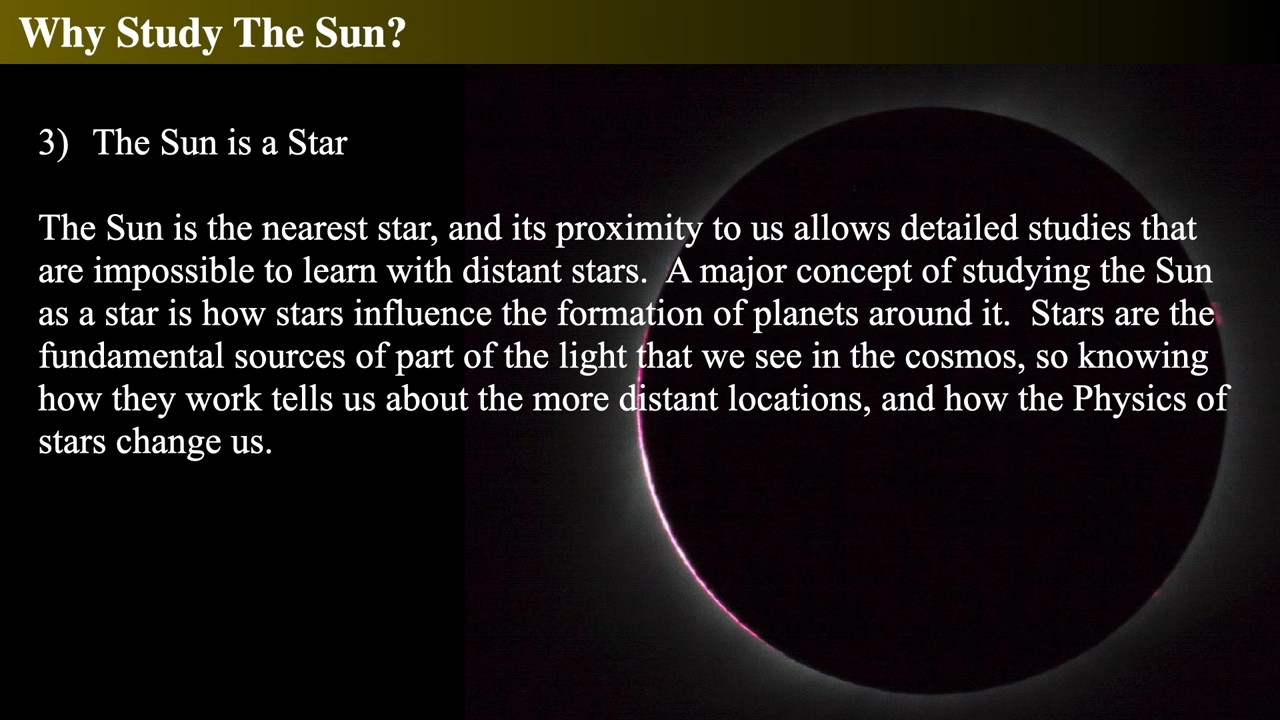 Why Study The Sun?
3) The Sun is a Star
The Sun is the nearest star, and its proximity to us allows detailed studies that
are impossible to learn with distant stars. A major concept of studying the Sun
as a star is how stars influence the formation of planets around it. Stars are the
fundamental sources of part of the light that we see in the cosmos, so knowing
how they work tells us about the more distant locations, and how the Physics of
stars change us.